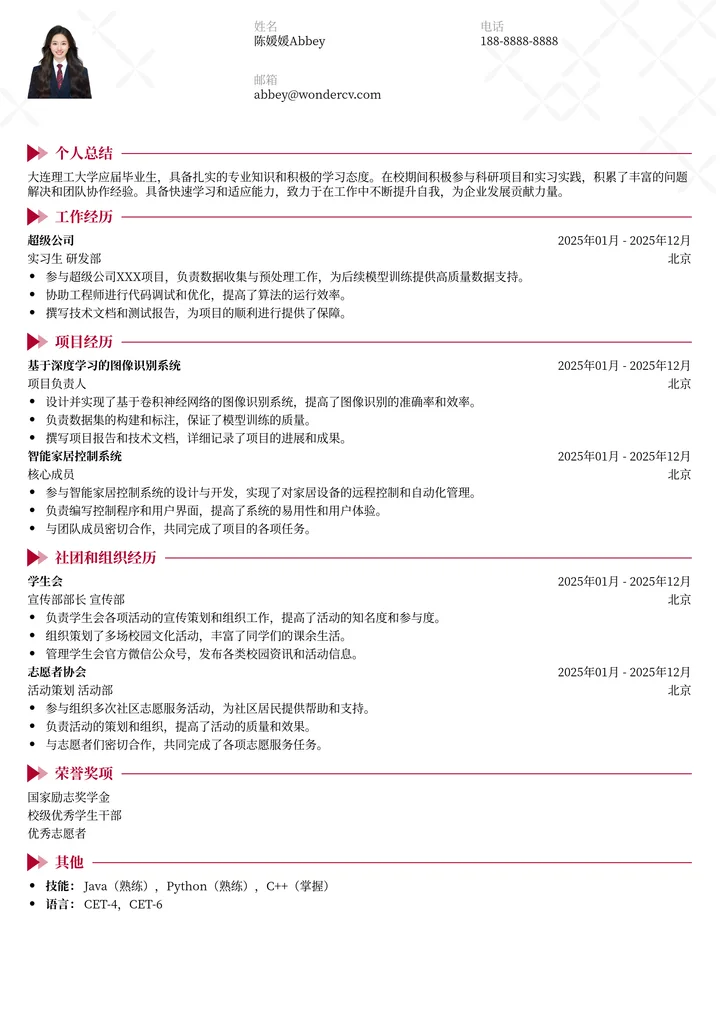 姓名
陈媛媛Abbey
电话
188-8888-8888
邮箱
abbey@wondercv.com
个人总结
大连理工大学应届毕业生，具备扎实的专业知识和积极的学习态度。在校期间积极参与科研项目和实习实践，积累了丰富的问题
解决和团队协作经验。具备快速学习和适应能力，致力于在工作中不断提升自我，为企业发展贡献力量。
工作经历
超级公司 2025年01月 - 2025年12月
实习生 研发部 北京
• 参与超级公司XXX项目，负责数据收集与预处理工作，为后续模型训练提供高质量数据支持。
• 协助工程师进行代码调试和优化，提高了算法的运行效率。
• 撰写技术文档和测试报告，为项目的顺利进行提供了保障。
项目经历
基于深度学习的图像识别系统 2025年01月 - 2025年12月
项目负责人 北京
• 设计并实现了基于卷积神经网络的图像识别系统，提高了图像识别的准确率和效率。
• 负责数据集的构建和标注，保证了模型训练的质量。
• 撰写项目报告和技术文档，详细记录了项目的进展和成果。
智能家居控制系统 2025年01月 - 2025年12月
核心成员 北京
• 参与智能家居控制系统的设计与开发，实现了对家居设备的远程控制和自动化管理。
• 负责编写控制程序和用户界面，提高了系统的易用性和用户体验。
• 与团队成员密切合作，共同完成了项目的各项任务。
社团和组织经历
学生会 2025年01月 - 2025年12月
宣传部部长 宣传部 北京
• 负责学生会各项活动的宣传策划和组织工作，提高了活动的知名度和参与度。
• 组织策划了多场校园文化活动，丰富了同学们的课余生活。
• 管理学生会官方微信公众号，发布各类校园资讯和活动信息。
志愿者协会 2025年01月 - 2025年12月
活动策划 活动部 北京
• 参与组织多次社区志愿服务活动，为社区居民提供帮助和支持。
• 负责活动的策划和组织，提高了活动的质量和效果。
• 与志愿者们密切合作，共同完成了各项志愿服务任务。
荣誉奖项
国家励志奖学金
校级优秀学生干部
优秀志愿者
其他
• 技能： Java（熟练），Python（熟练），C++（掌握）
• 语言： CET-4，CET-6